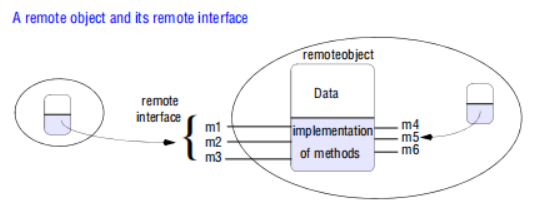 A remote object and its remote interface
remoteobject
Data
remote
interface
{
m1
m2
m3
implementation
of methods
m4
m5
m6